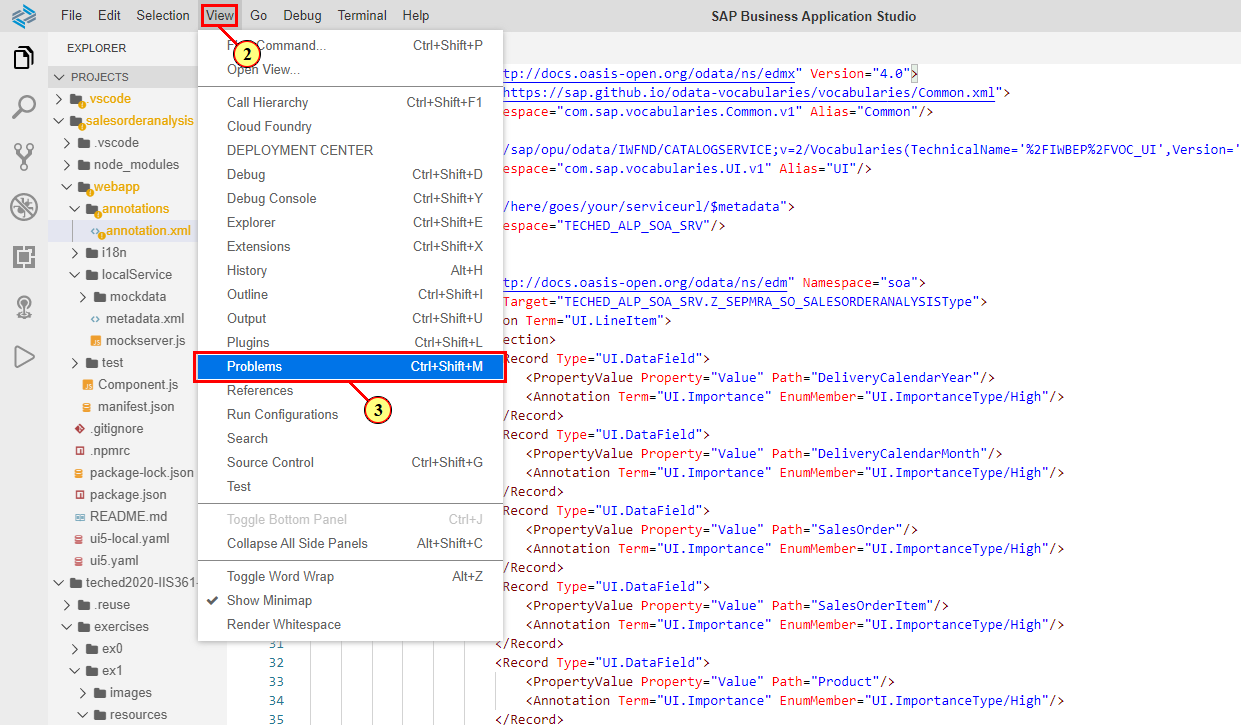 File Edit Selection View Go Debug Terminal Help
SAP Business Application Studio
2
EXPLORER
PROJECTS
.vscode
salesorderanalysis
.vscode
node_modules
webapp
annotations
annotation.xml
i18n
localService
mockdata
metadata.xml
mockserver.js
test
Component.js
manifest.json
.gitignore
.npmrc
package-lock.json
package.json
README.md
ui5-local.yaml
ui5.yaml
teched2020-IIS361-
.reuse
exercises
ex0
ex1
images
resources
Command... Ctrl+Shift+P
Open View...
Call Hierarchy Ctrl+Shift+F1
Cloud Foundry
DEPLOYMENT CENTER
Debug Ctrl+Shift+D
Debug Console Ctrl+Shift+Y
Explorer Ctrl+Shift+E
Extensions Ctrl+Shift+X
History Alt+H
Outline Ctrl+Shift+I
Output Ctrl+Shift+U
Plugins Ctrl+Shift+L
Problems Ctrl+Shift+M
3
References
Run Configurations
Search
Source Control Ctrl+Shift+G
Test
Toggle Bottom Panel Ctrl+J
Collapse All Side Panels Alt+Shift+C
Toggle Word Wrap Alt+Z
Show Minimap
Render Whitespace
tp://docs.oasis-open.org/odata/ns/edmx" Version="4.0">
https://sap.github.io/odata-vocabularies/vocabularies/Common.xml">
espace="com.sap.vocabularies.Common.v1" Alias="Common"/>
/sap/opu/odata/IWFND/CATALOGSERVICE;v=2/Vocabularies(TechnicalName='%2FIWBEP%2FVOC_UI',Version='
espace="com.sap.vocabularies.UI.v1" Alias="UI"/>
/here/goes/your/serviceurl/$metadata">
espace="TECHED_ALP_SOA_SRV"/>
tp://docs.oasis-open.org/odata/ns/edm" Namespace="soa">
Target="TECHED_ALP_SOA_SRV.Z_SEPMRA_SO_SALESORDERANALYSISType">
on Term="UI.LineItem">
ection>
Record Type="UI.DataField">
<PropertyValue Property="Value" Path="DeliveryCalendarYear"/>
<Annotation Term="UI.Importance" EnumMember="UI.ImportanceType/High"/>
/Record>
Record Type="UI.DataField">
<PropertyValue Property="Value" Path="DeliveryCalendarMonth"/>
<Annotation Term="UI.Importance" EnumMember="UI.ImportanceType/High"/>
/Record>
Record Type="UI.DataField">
<PropertyValue Property="Value" Path="SalesOrder"/>
<Annotation Term="UI.Importance" EnumMember="UI.ImportanceType/High"/>
/Record>
Record Type="UI.DataField">
<PropertyValue Property="Value" Path="SalesOrderItem"/>
<Annotation Term="UI.Importance" EnumMember="UI.ImportanceType/High"/>
31 </Record>
32 <Record Type="UI.DataField">
33 <PropertyValue Property="Value" Path="Product"/>
34 <Annotation Term="UI.Importance" EnumMember="UI.ImportanceType/High"/>
35 </Record>